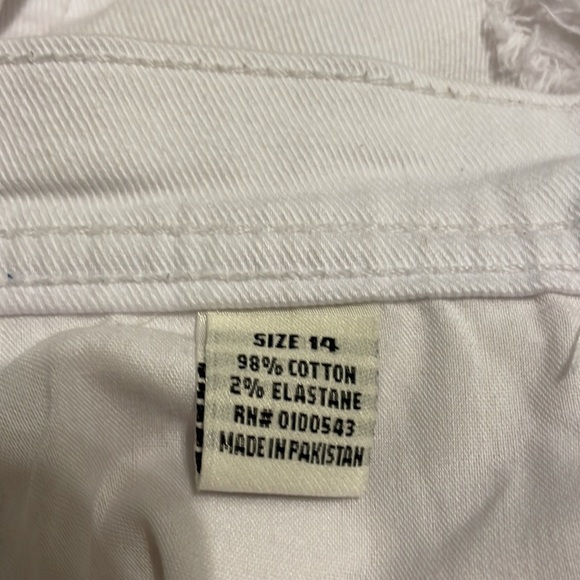 SIZE 14
98% COTTON
2% ELASTANE
RN# 0100543
MADE IN PAKISTAN